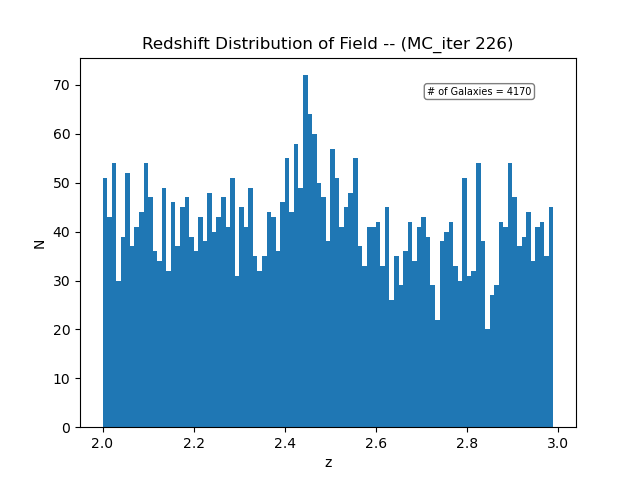 Redshift Distribution of Field -- (MC_iter 226)
# of Galaxies = 4170
N
70
60
50
40
30
20
10
0
2.0 2.2 2.4 2.6 2.8 3.0
z